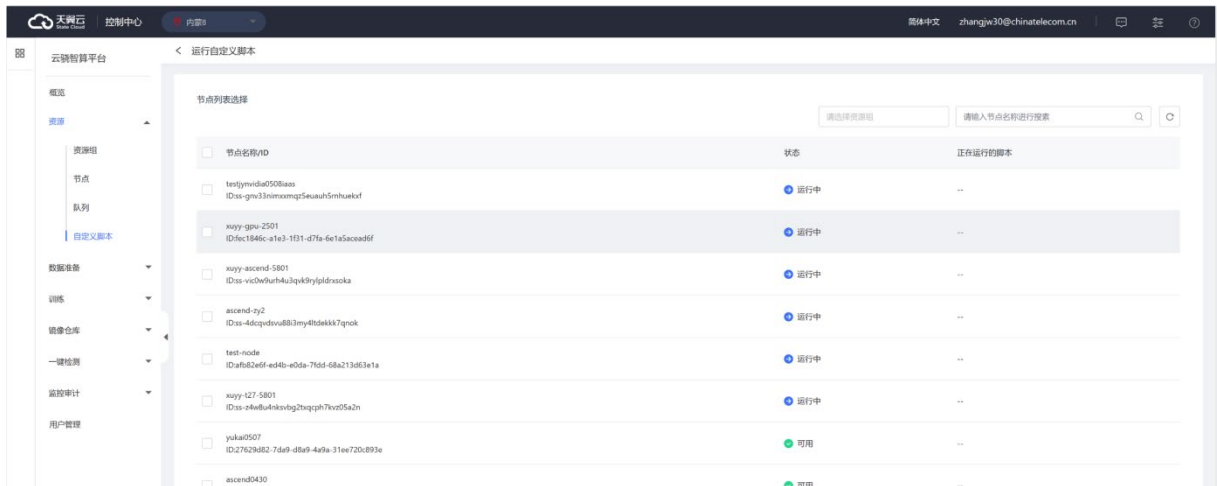 天翼云
State Cloud
控制中心
内蒙6
简体中文
zhangjw30@chinatelecom.cn
云骁智算平台
概览
资源
资源组
节点
队列
自定义脚本
数据准备
训练
镜像仓库
一键检测
监控审计
用户管理
运行自定义脚本
节点列表选择
请选择资源组
请输入节点名称进行搜索
节点名称/ID 状态 正在运行的脚本
testjynvidia0508iaas
ID:ss-gnv33nimxxmqz5euauh5rnhuekxf
运行中 --
xuyy-gpu-2501
ID:fec1846c-a1e3-1f31-d7fa-6e1a5acead6f
运行中 --
xuyy-ascend-5801
ID:ss-vic0w9urh4u3qvk9rylpldrxsoka
运行中 --
ascend-zy2
ID:ss-4dcqvdsvu88i3my4ltdekkk7qnok
运行中 --
test-node
ID:afb82e6f-ed4b-e0da-7fdd-68a213d63e1a
运行中 --
xuyy-t27-5801
ID:ss-z4w8u4nksvbg2txqcph7kvz05a2n
运行中 --
yukai0507
ID:27629d82-7da9-d8a9-4a9a-31ee720c893e
可用 --
ascend0430
可用